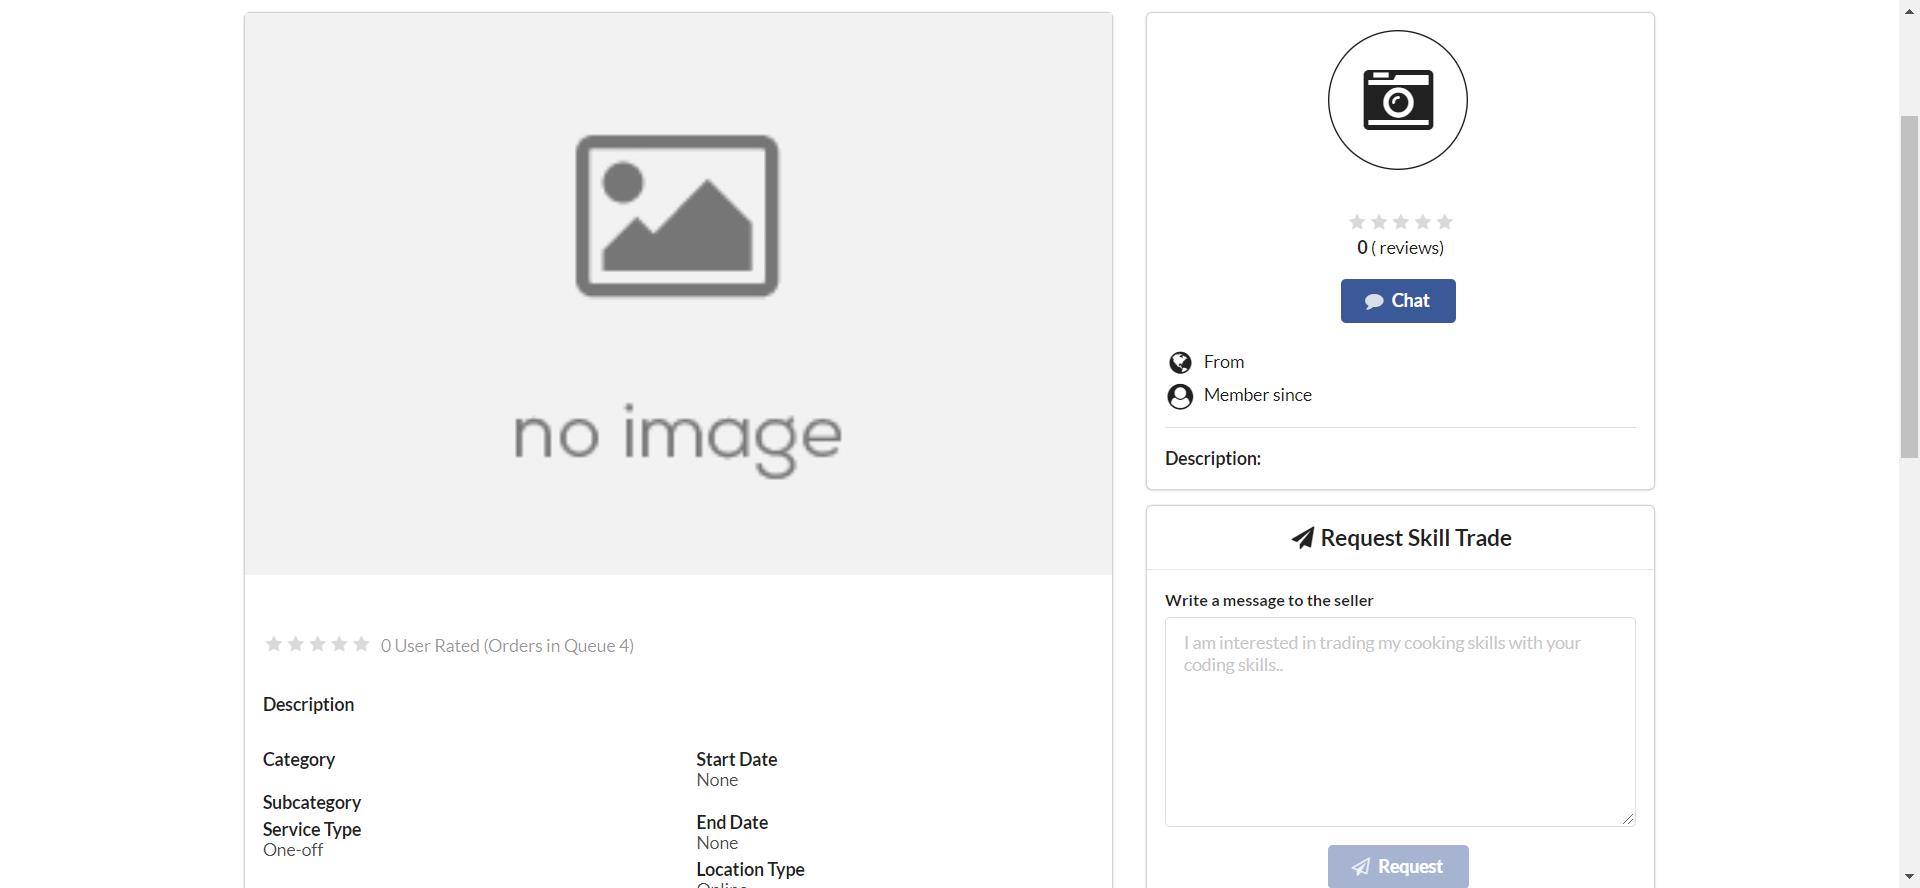 no image
0 User Rated (Orders in Queue 4)
Description
Category
Subcategory
Service Type
One-off
Start Date
None
End Date
None
Location Type
Online
0 ( reviews)
Chat
From
Member since
Description:
Request Skill Trade
Write a message to the seller
I am interested in trading my cooking skills with your
coding skills..
Request